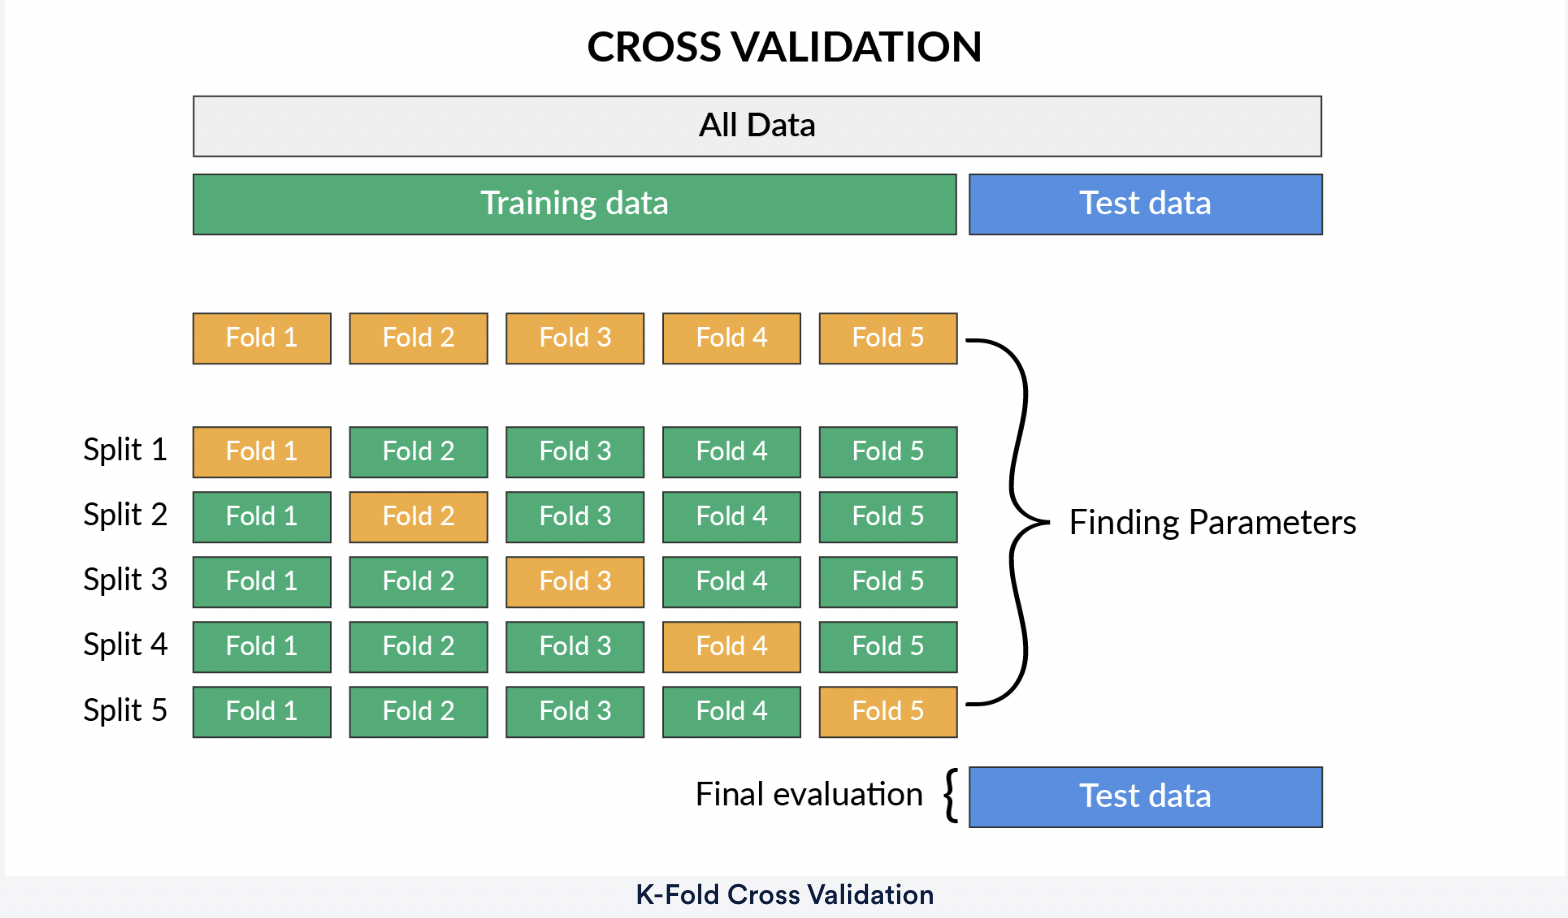 CROSS VALIDATION
All Data
Training data Test data
Fold 1 Fold 2 Fold 3 Fold 4 Fold 5
Split 1 Fold 1 Fold 2 Fold 3 Fold 4 Fold 5
Split 2 Fold 1 Fold 2 Fold 3 Fold 4 Fold 5
Finding Parameters
Split 3 Fold 1 Fold 2 Fold 3 Fold 4 Fold 5
Split 4 Fold 1 Fold 2 Fold 3 Fold 4 Fold 5
Split 5 Fold 1 Fold 2 Fold 3 Fold 4 Fold 5
Final evaluation { Test data
K-Fold Cross Validation